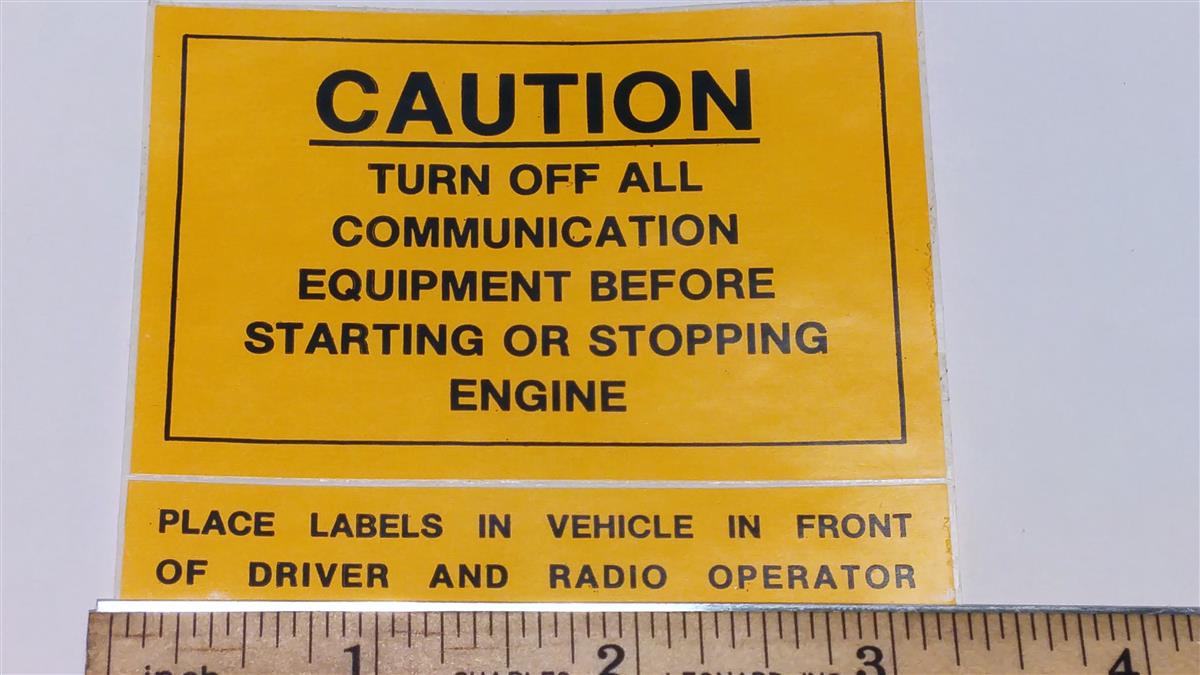 CAUTION
TURN OFF ALL
COMMUNICATION
EQUIPMENT BEFORE
STARTING OR STOPPING
ENGINE
PLACE LABELS IN VEHICLE IN FRONT
OF DRIVER AND RADIO OPERATOR
1 2 3 4